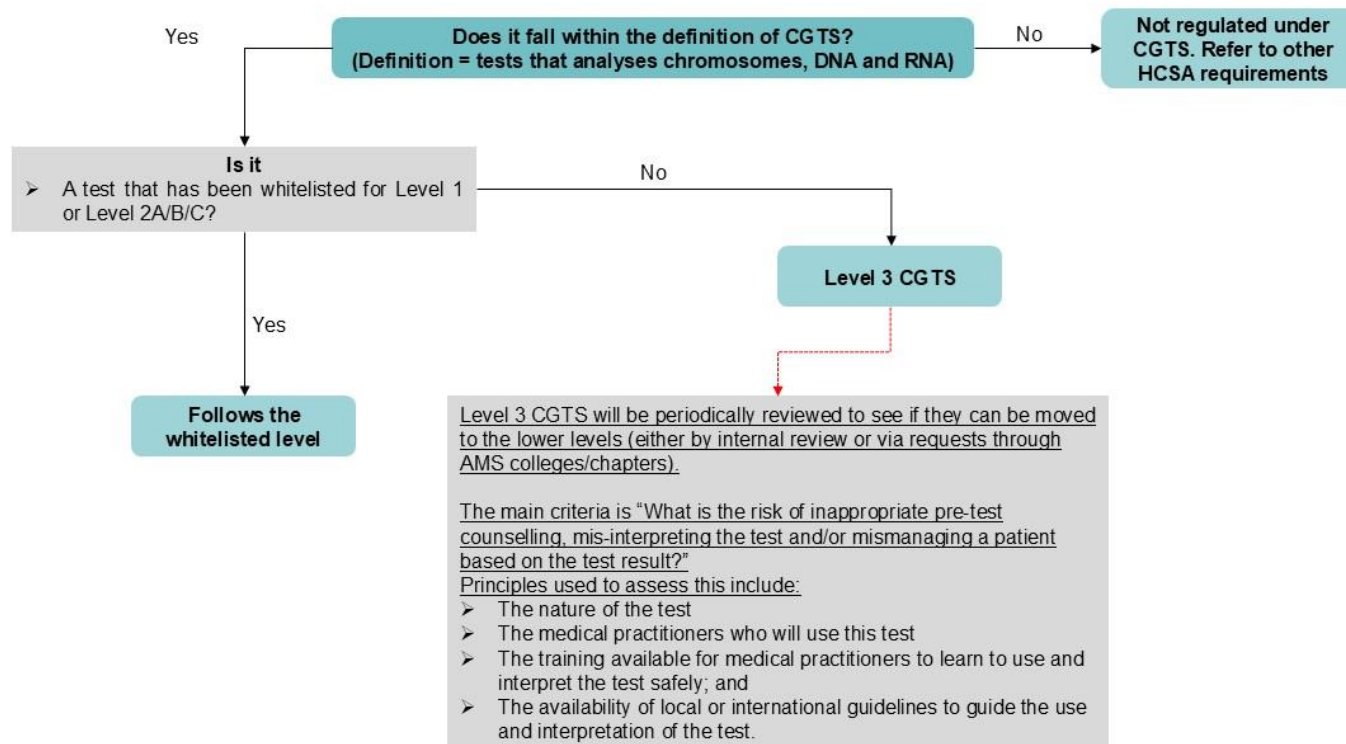 Yes
Does it fall within the definition of CGTS?
(Definition = tests that analyses chromosomes, DNA and RNA)
No
Not regulated under
CGTS. Refer to other
HCSA requirements
Is it
➢ A test that has been whitelisted for Level 1
or Level 2A/B/C?
No
Level 3 CGTS
Yes
Follows the
whitelisted level
Level 3 CGTS will be periodically reviewed to see if they can be moved
to the lower levels (either by internal review or via requests through
AMS colleges/chapters).
The main criteria is “What is the risk of inappropriate pre-test
counselling, mis-interpreting the test and/or mismanaging a patient
based on the test result?”
Principles used to assess this include:
➢ The nature of the test
➢ The medical practitioners who will use this test
➢ The training available for medical practitioners to learn to use and
interpret the test safely; and
➢ The availability of local or international guidelines to guide the use
and interpretation of the test.